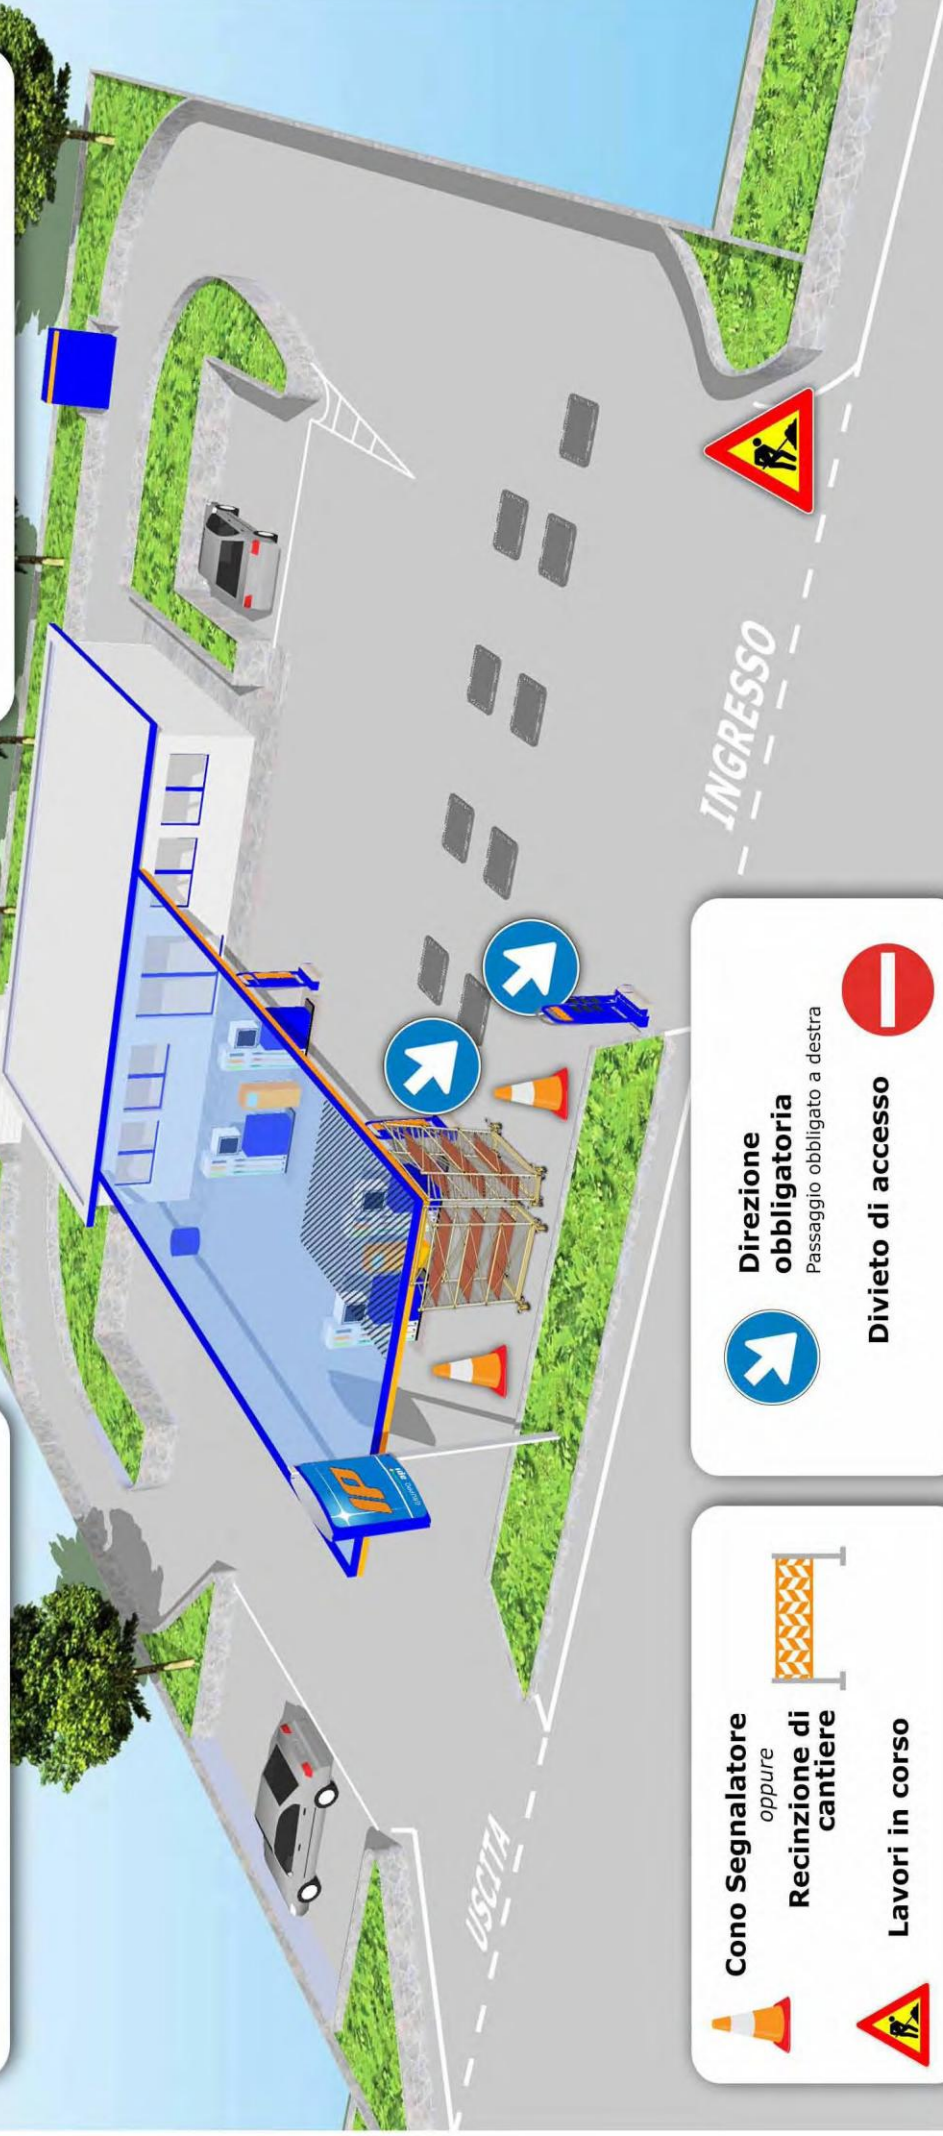 INGRESSO
USCITA
IP
Cono Segnalatore
oppure
Recinzione di
cantiere
Lavori in corso
Direzione
obbligatoria
Passaggio obbligato a destra
Divieto di accesso